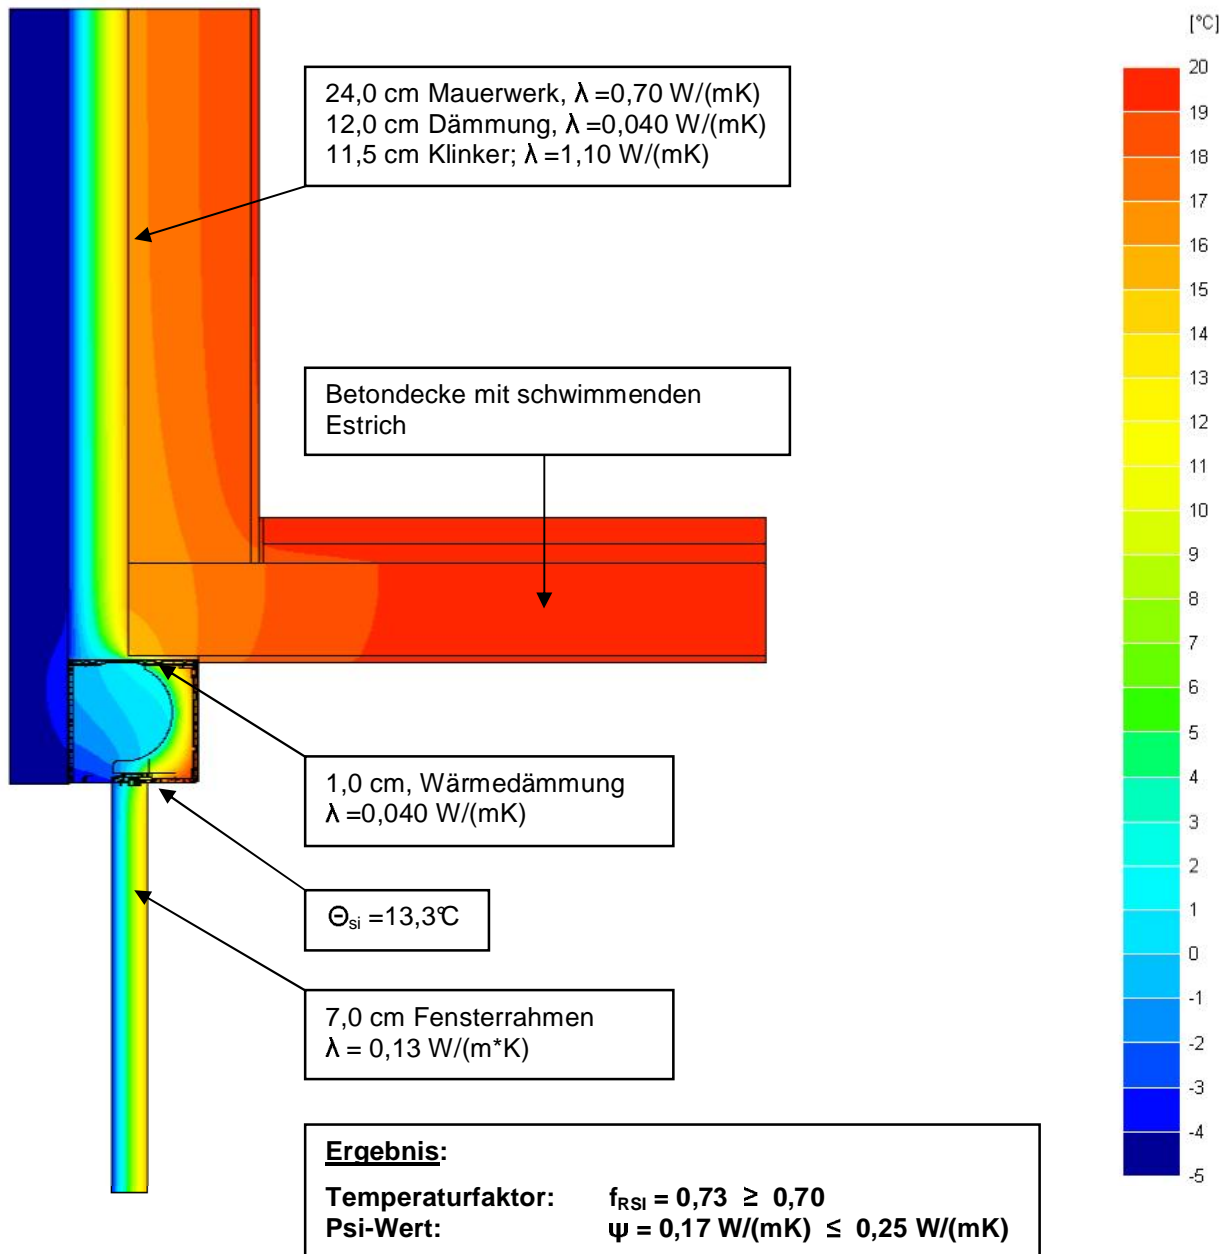 [°C]
24,0 cm Mauerwerk, λ =0,70 W/(mK)
12,0 cm Dämmung, λ =0,040 W/(mK)
11,5 cm Klinker; λ =1,10 W/(mK)
Betondecke mit schwimmenden
Estrich
1,0 cm, Wärmedämmung
λ =0,040 W/(mK)
Θsi =13,3°C
7,0 cm Fensterrahmen
λ = 0,13 W/(m*K)
Ergebnis:
Temperaturfaktor: fRSI = 0,73 ≥ 0,70
Psi-Wert: ψ = 0,17 W/(mK) ≤ 0,25 W/(mK)
20
19
18
17
16
15
14
13
12
11
10
9
8
7
6
5
4
3
2
1
0
-1
-2
-3
-4
-5